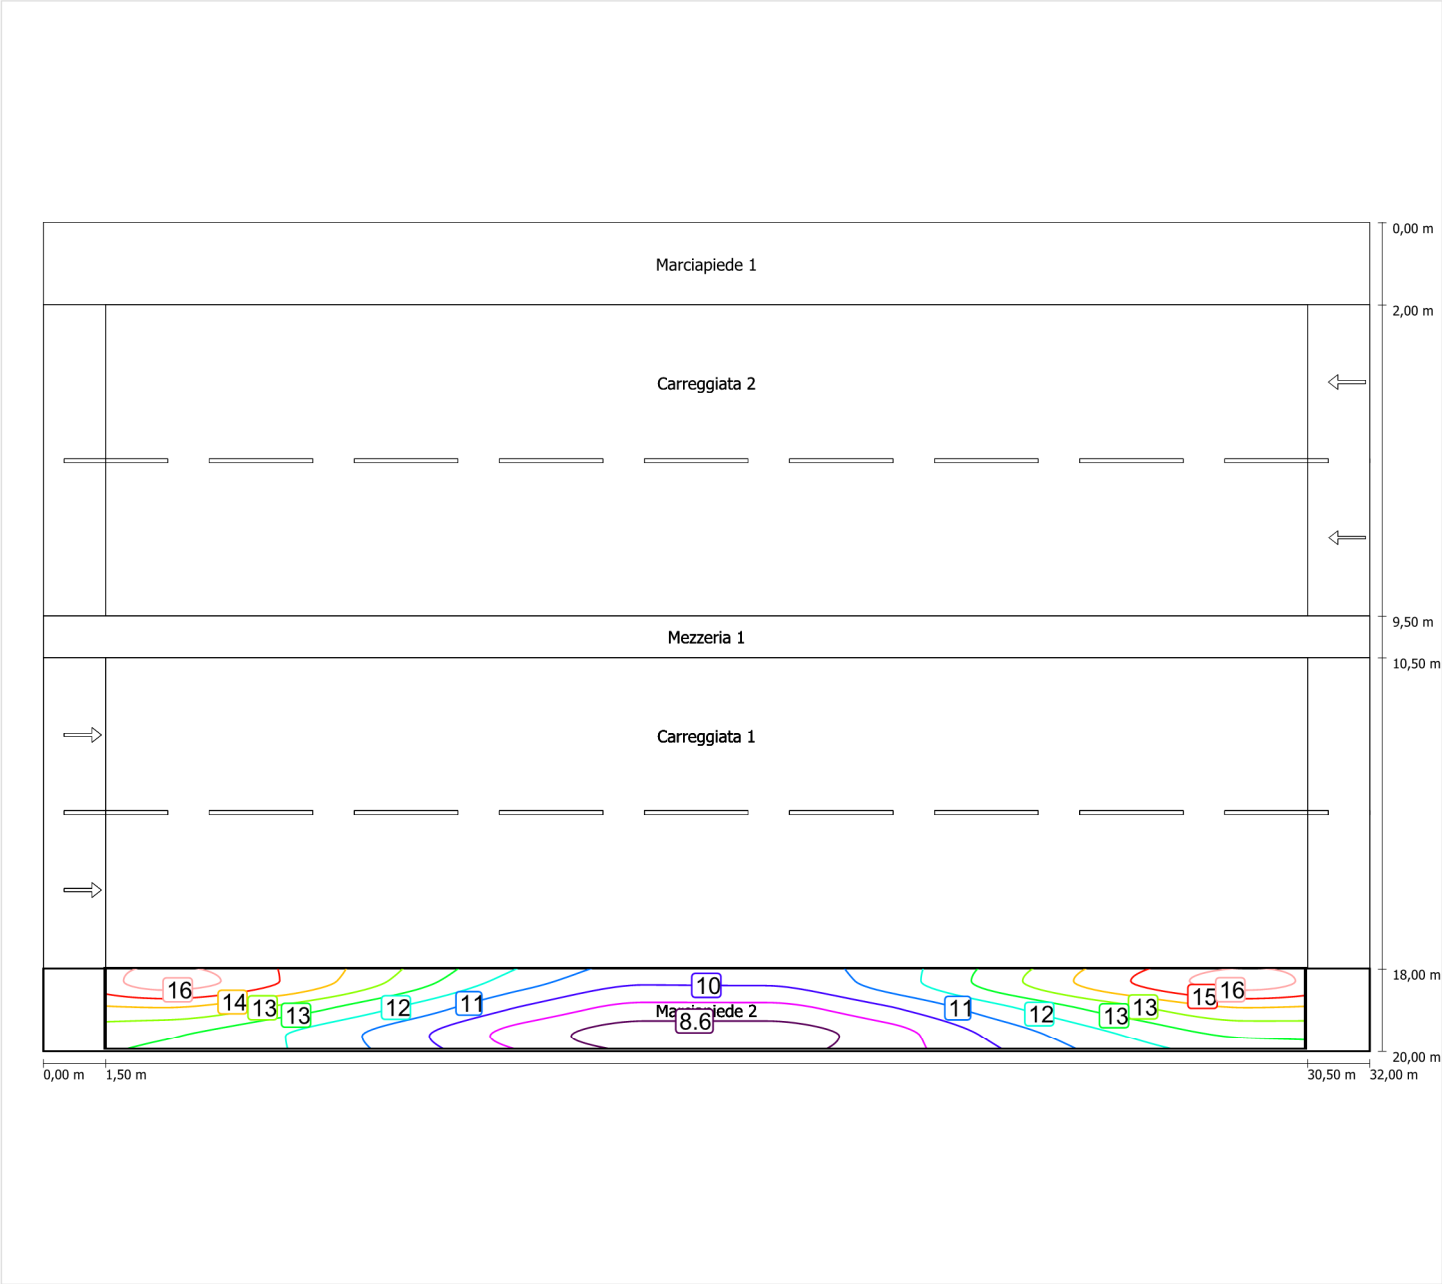 0,00 m
Marciapiede 1
2,00 m
Carreggiata 2
9,50 m
Mezzeria 1
10,50 m
Carreggiata 1
18,00 m
16 14 13 13 12 11 10 11 12 13 13 15 16
Marciapiede 2
8.6
20,00 m
0,00 m 1,50 m 30,50 m 32,00 m